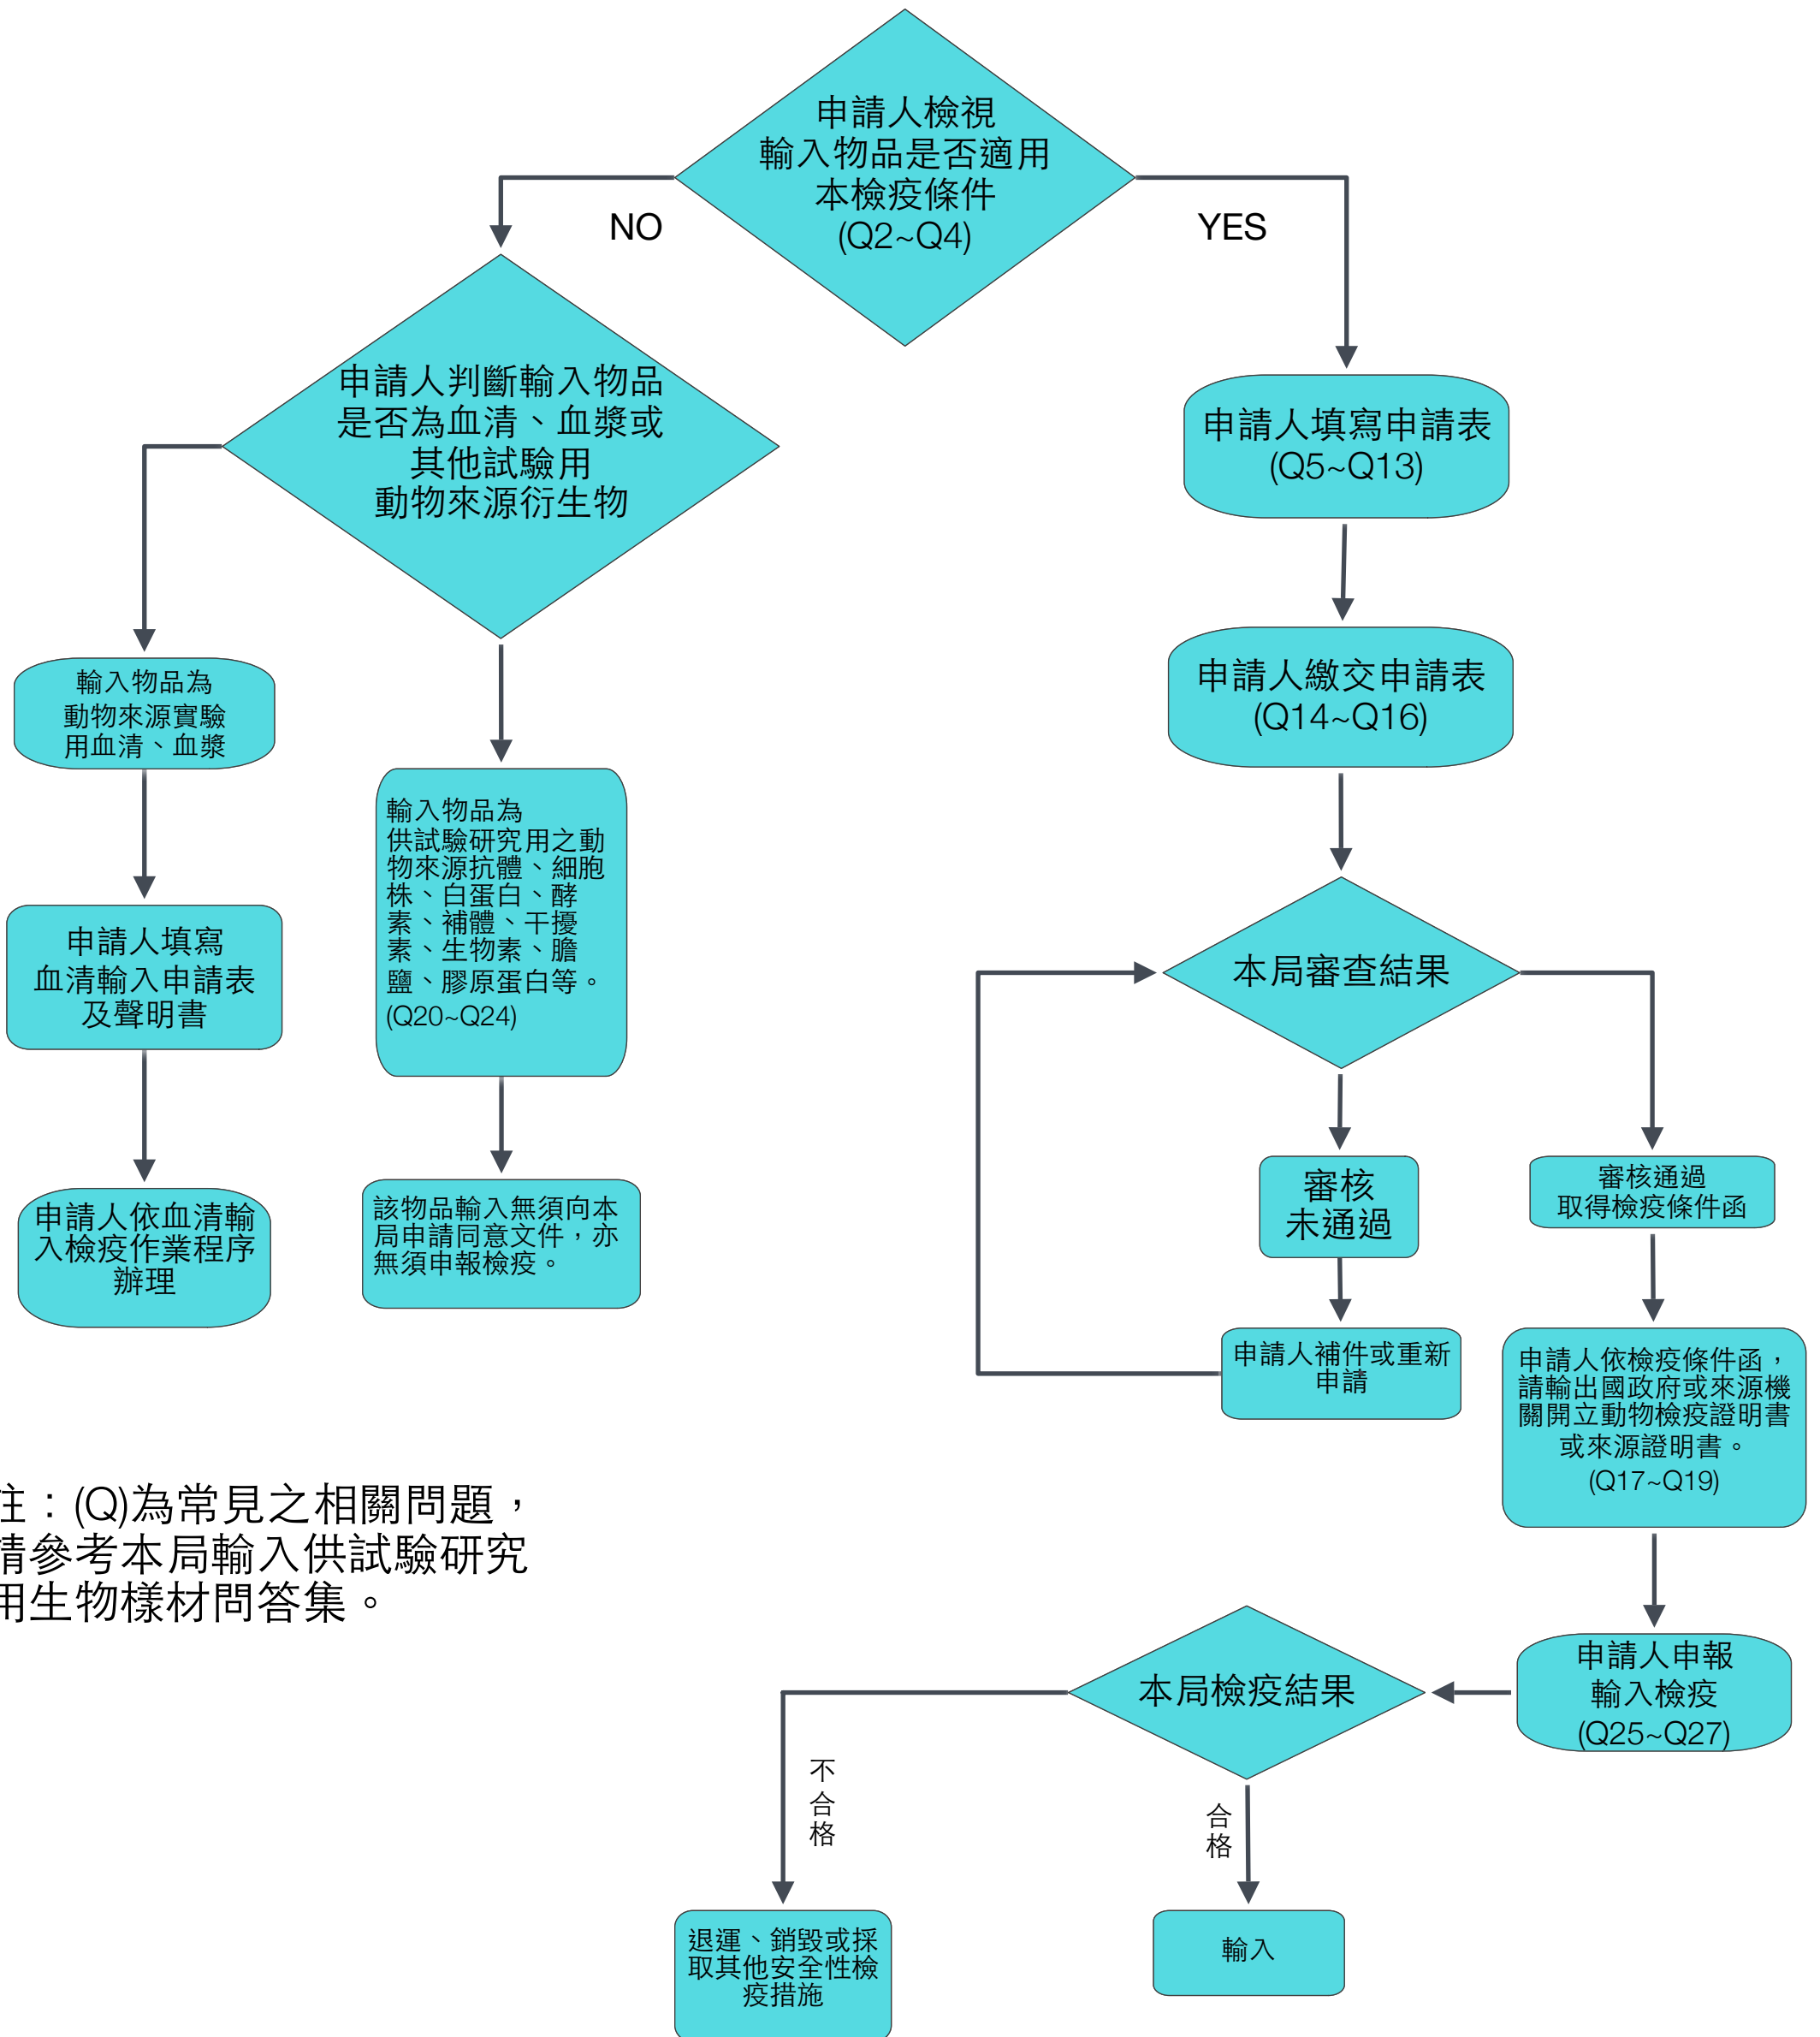 申請人檢視
輸入物品是否適用
本檢疫條件
(Q2~Q4)
NO
YES
申請人判斷輸入物品
是否為血清、血漿或
其他試驗用
動物來源衍生物
申請人填寫申請表
(Q5~Q13)
申請人繳交申請表
(Q14~Q16)
輸入物品為
動物來源實驗
用血清、血漿
輸入物品為
供試驗研究用之動
物來源抗體、細胞
株、白蛋白、酵
素、補體、干擾
素、生物素、膽
鹽、膠原蛋白等。
(Q20~Q24)
申請人填寫
血清輸入申請表
及聲明書
本局審查結果
申請人依血清輸
入檢疫作業程序
辦理
該物品輸入無須向本
局申請同意文件，亦
無須申報檢疫。
審核
未通過
審核通過
取得檢疫條件函
申請人補件或重新
申請
申請人依檢疫條件函，
請輸出國政府或來源機
關開立動物檢疫證明書
或來源證明書。
(Q17~Q19)
註：(Q)為常見之相關問題，
請參考本局輸入供試驗研究
用生物樣材問答集。
申請人申報
輸入檢疫
(Q25~Q27)
本局檢疫結果
不合格
合格
退運、銷毀或採
取其他安全性檢
疫措施
輸入